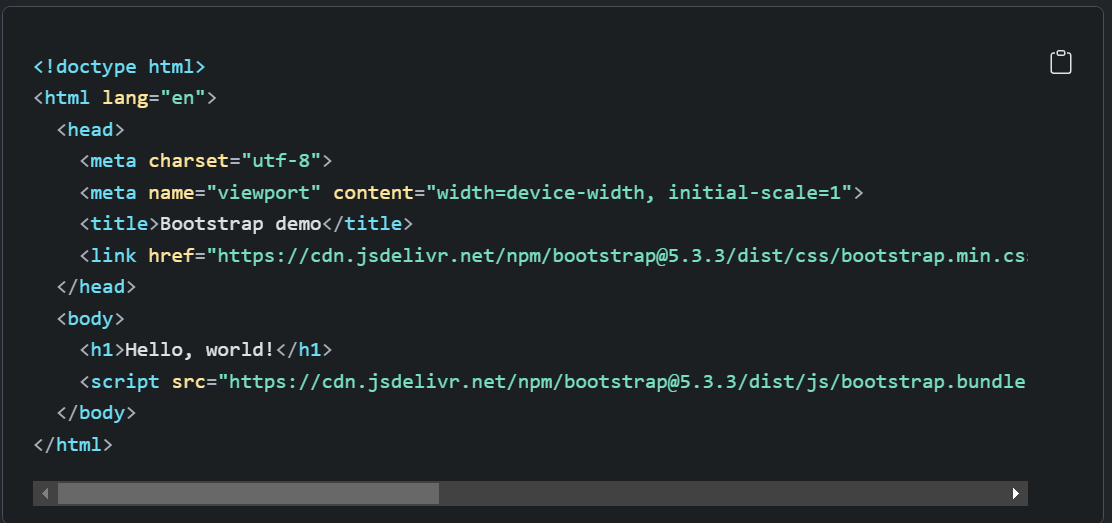 <!doctype html>
<html lang="en">
  <head>
    <meta charset="utf-8">
    <meta name="viewport" content="width=device-width, initial-scale=1">
    <title>Bootstrap demo</title>
    <link href="https://cdn.jsdelivr.net/npm/bootstrap@5.3.3/dist/css/bootstrap.min.cs
  </head>
  <body>
    <h1>Hello, world!</h1>
    <script src="https://cdn.jsdelivr.net/npm/bootstrap@5.3.3/dist/js/bootstrap.bundle
  </body>
</html>